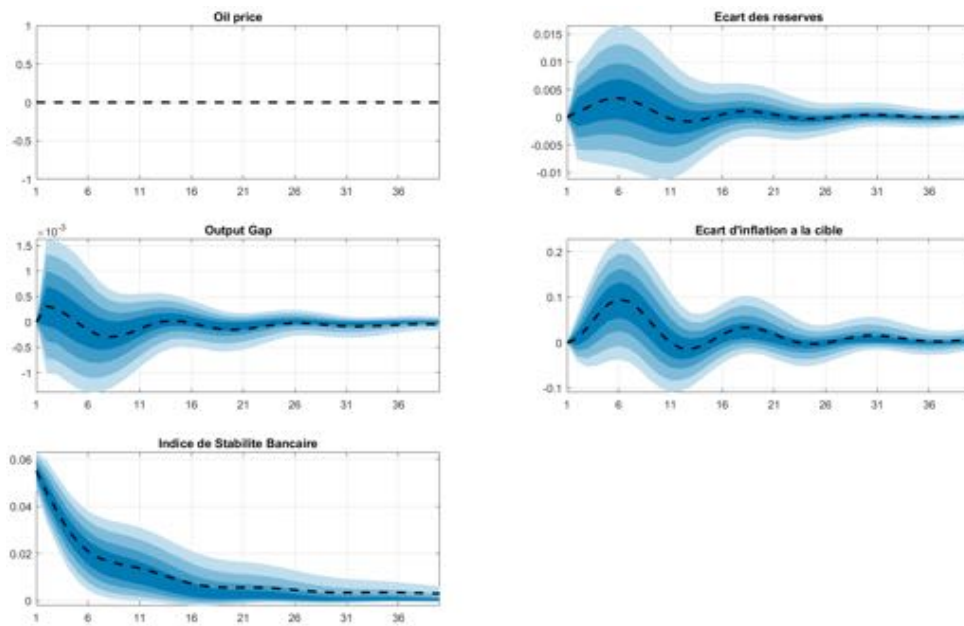 Oil price
1
0.5
0
-0.5
-1
1 6 11 16 21 26 31 36
Ecart des reserves
0.015
0.01
0.005
0
-0.005
-0.01
1 6 11 16 21 26 31 36
Output Gap
×10⁻³
1.5
1
0.5
0
-0.5
-1
1 6 11 16 21 26 31 36
Ecart d'inflation a la cible
0.2
0.1
0
-0.1
1 6 11 16 21 26 31 36
Indice de Stabilite Bancaire
0.06
0.04
0.02
0
1 6 11 16 21 26 31 36